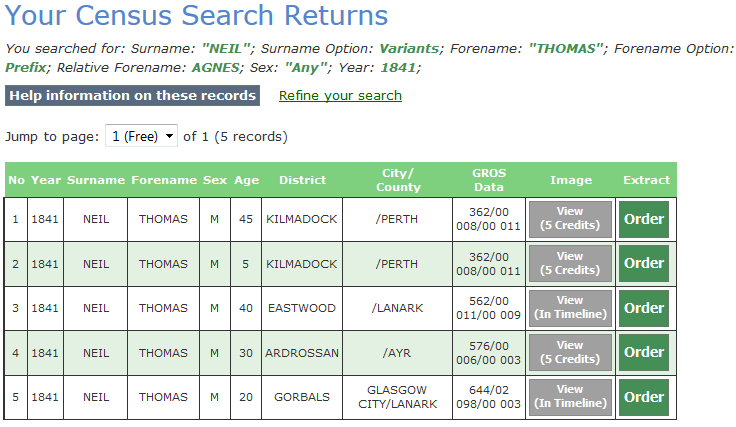 Your Census Search Returns
You searched for: Surname: "NEIL"; Surname Option: Variants; Forename: "THOMAS"; Forename Option:
Prefix; Relative Forename: AGNES; Sex: "Any"; Year: 1841;
Help information on these records Refine your search
Jump to page: 1 (Free) of 1 (5 records)
No Year Surname Forename Sex Age District City/ County GROS Data Image Extract
1 1841 NEIL THOMAS M 45 KILMADOCK /PERTH 362/00 008/00 011 View (5 Credits) Order
2 1841 NEIL THOMAS M 5 KILMADOCK /PERTH 362/00 008/00 011 View (5 Credits) Order
3 1841 NEIL THOMAS M 40 EASTWOOD /LANARK 562/00 011/00 009 View (In Timeline) Order
4 1841 NEIL THOMAS M 30 ARDROSSAN /AYR 576/00 006/00 003 View (5 Credits) Order
5 1841 NEIL THOMAS M 20 GORBALS GLASGOW CITY/LANARK 644/02 098/00 003 View (In Timeline) Order